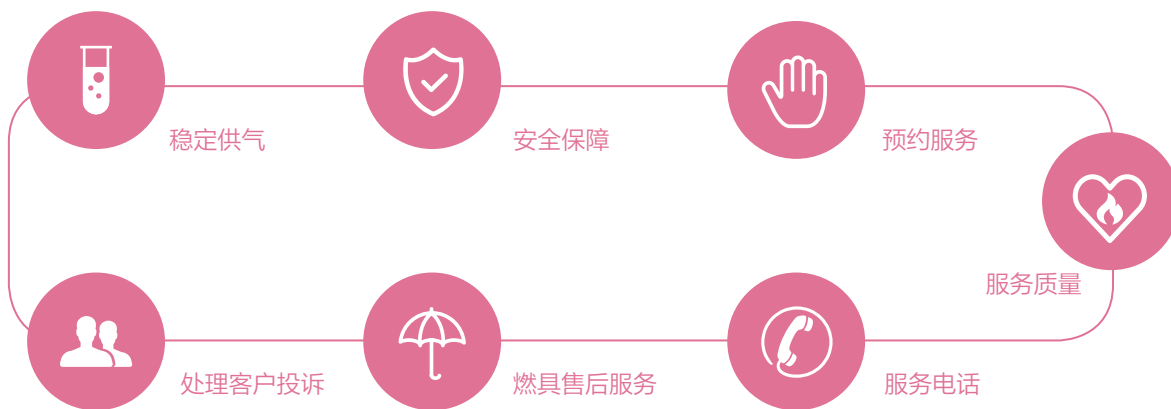 稳定供气
安全保障
预约服务
服务质量
处理客户投诉
燃具售后服务
服务电话